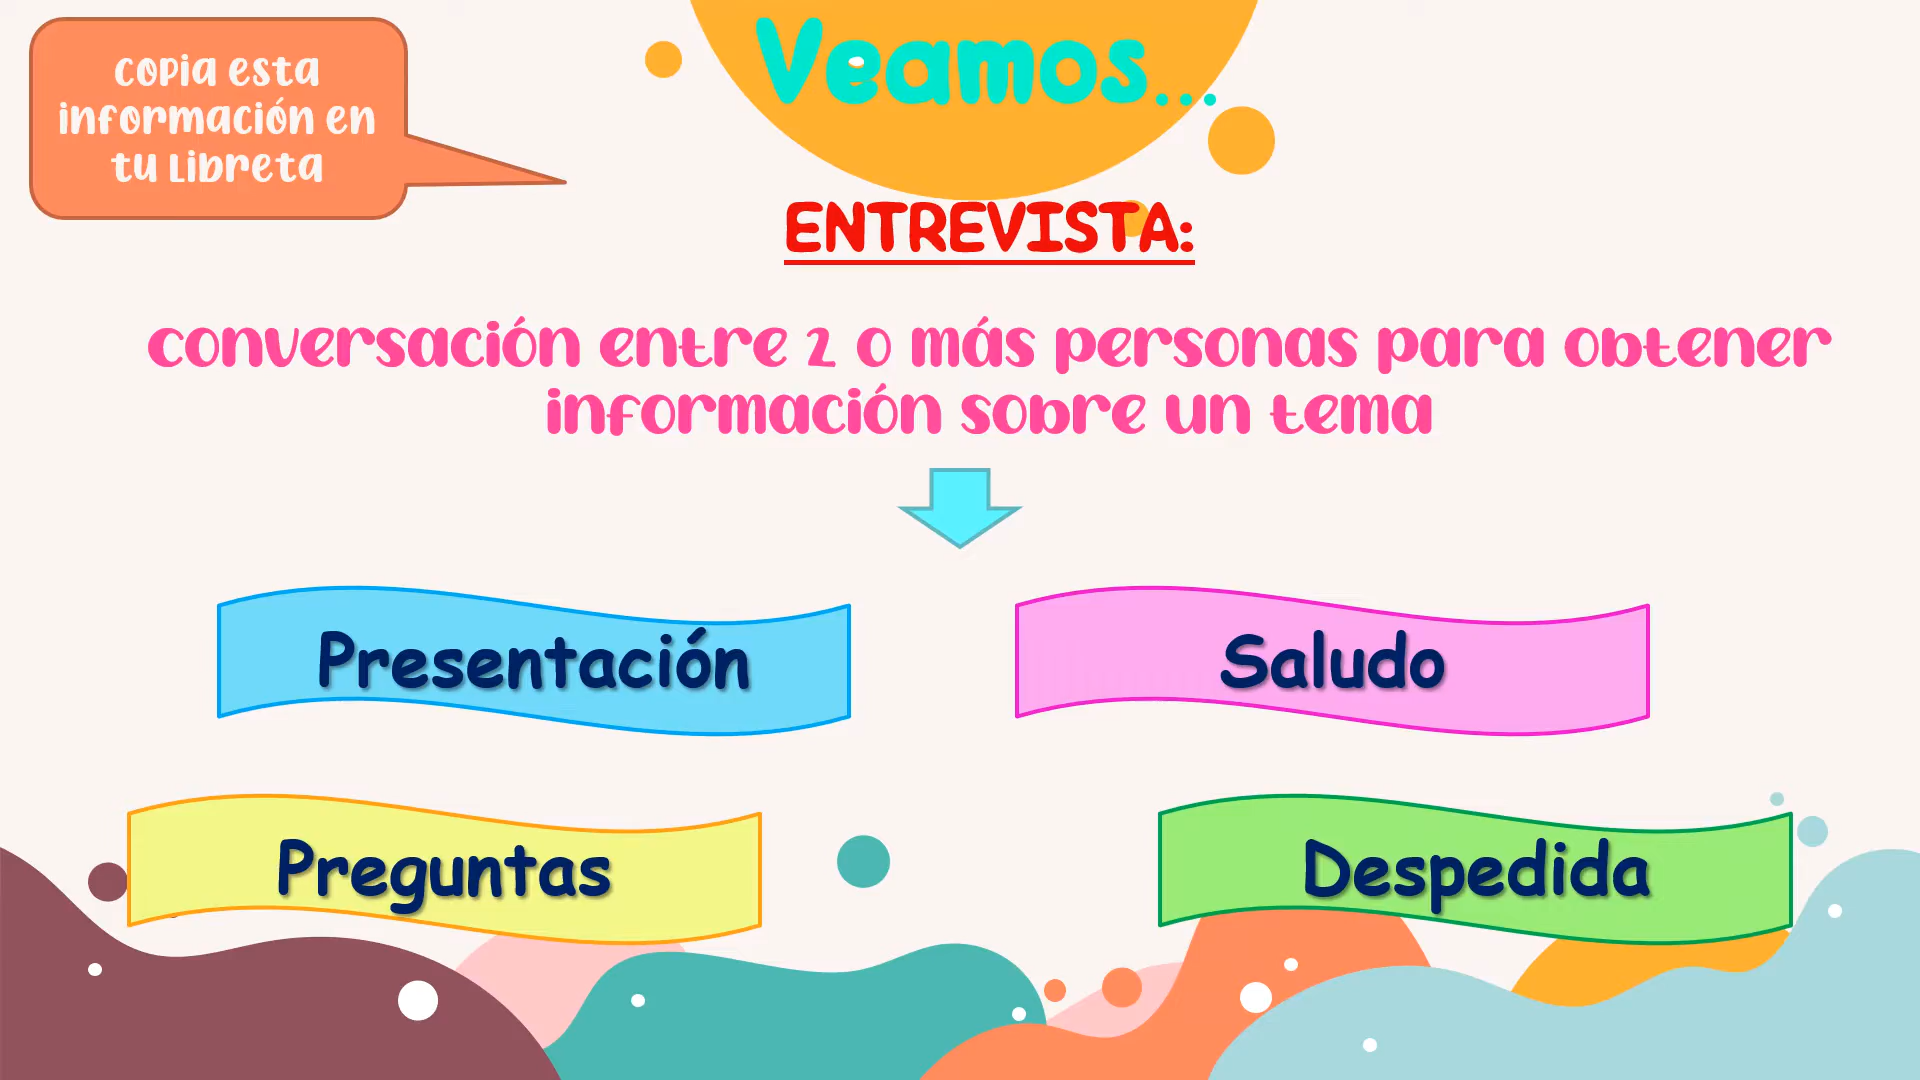 copia esta
información en
tu libreta
Veamos...
ENTREVISTA:
conversación entre 2 o más personas para obtener
información sobre un tema
Presentación
Saludo
Preguntas
Despedida